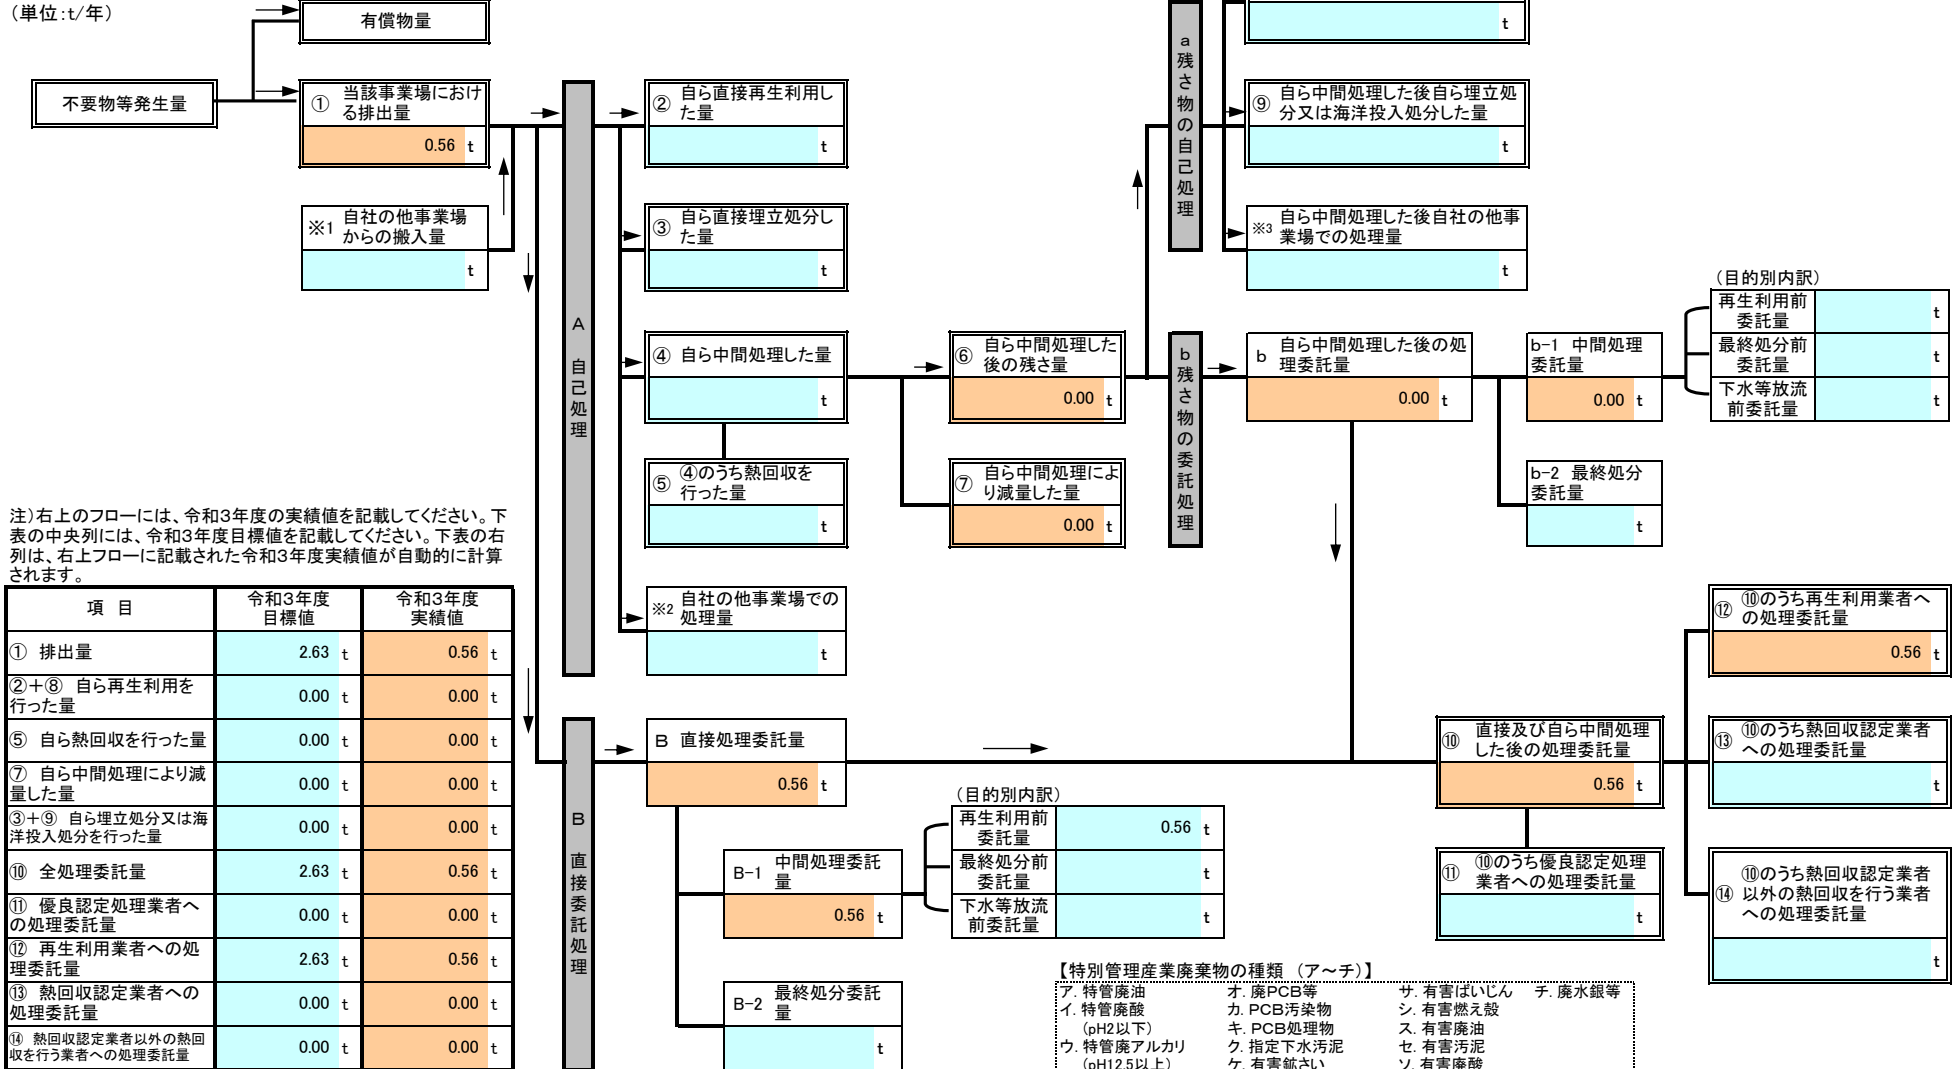 （単位：t/年）
有償物量
不要物等発生量
① 当該事業場におけ
る排出量
0.56 t
※1 自社の他事業場
からの搬入量
t
A 自己処理
② 自ら直接再生利用し
た量
t
③ 自ら直接埋立処分し
た量
t
④ 自ら中間処理した量
t
⑤ ④のうち熱回収を
行った量
t
※2 自社の他事業場での
処理量
t
⑥ 自ら中間処理した
後の残さ量
0.00 t
⑦ 自ら中間処理によ
り減量した量
0.00 t
a 残さ物の自己処理
t
⑨ 自ら中間処理した後自ら埋立処
分又は海洋投入処分した量
t
※3 自ら中間処理した後自社の他事
業場での処理量
t
b 残さ物の委託処理
b 自ら中間処理した後の処
理委託量
0.00 t
b-1 中間処理
委託量
0.00 t
b-2 最終処分
委託量
t
（目的別内訳）
再生利用前
委託量 t
最終処分前
委託量 t
下水等放流
前委託量 t
注）右上のフローには、令和３年度の実績値を記載してください。下
表の中央列には、令和３年度目標値を記載してください。下表の右
列は、右上フローに記載された令和３年度実績値が自動的に計算
されます。
項 目 令和３年度
目標値 令和３年度
実績値
① 排出量 2.63 t 0.56 t
②＋⑧ 自ら再生利用を
行った量 0.00 t 0.00 t
⑤ 自ら熱回収を行った量 0.00 t 0.00 t
⑦ 自ら中間処理により減
量した量 0.00 t 0.00 t
③＋⑨ 自ら埋立処分又は海
洋投入処分を行った量 0.00 t 0.00 t
⑩ 全処理委託量 2.63 t 0.56 t
⑪ 優良認定処理業者へ
の処理委託量 0.00 t 0.00 t
⑫ 再生利用業者への処
理委託量 2.63 t 0.56 t
⑬ 熱回収認定業者への
処理委託量 0.00 t 0.00 t
⑭ 熱回収認定業者以外の熱回
収を行う業者への処理委託量 0.00 t 0.00 t
B 直接委託処理
B 直接処理委託量
0.56 t
B-1 中間処理委託
量
0.56 t
B-2 最終処分委託
量
t
（目的別内訳）
再生利用前
委託量 0.56 t
最終処分前
委託量 t
下水等放流
前委託量 t
⑩ 直接及び自ら中間処理
した後の処理委託量
0.56 t
⑪ ⑩のうち優良認定処理
業者への処理委託量
t
⑫ ⑩のうち再生利用業者へ
の処理委託量
0.56 t
⑬ ⑩のうち熱回収認定業者
への処理委託量
t
⑭ ⑩のうち熱回収認定業者
以外の熱回収を行う業者
への処理委託量
t
【特別管理産業廃棄物の種類 （ア～チ）】
ア. 特管廃油 オ. 廃PCB等 サ. 有害ばいじん チ. 廃水銀等
イ. 特管廃酸 カ. PCB汚染物 シ. 有害燃え殻
（pH2以下） キ. PCB処理物 ス. 有害廃油
ウ. 特管廃アルカリ ク. 指定下水汚泥 セ. 有害汚泥
（pH12.5以上） ケ. 有害鉱さい ソ. 有害廃酸